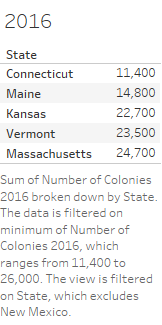 2016
State
Connecticut 11,400
Maine 14,800
Kansas 22,700
Vermont 23,500
Massachusetts 24,700
Sum of Number of Colonies
2016 broken down by State.
The data is filtered on
minimum of Number of
Colonies 2016, which
ranges from 11,400 to
26,000. The view is filtered
on State, which excludes
New Mexico.